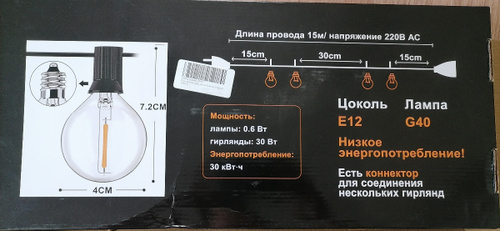 Длина провода 15м/ напряжение 220В АС
15cm
30cm
15cm
7.2CM
4CM
Мощность:
лампы: 0.6 Вт
гирлянды: 30 Вт
Энергопотребление:
30 кВт·ч
Цоколь Лампа
E12 G40
Низкое
энергопотребление!
Есть коннектор
для соединения
нескольких гирлянд